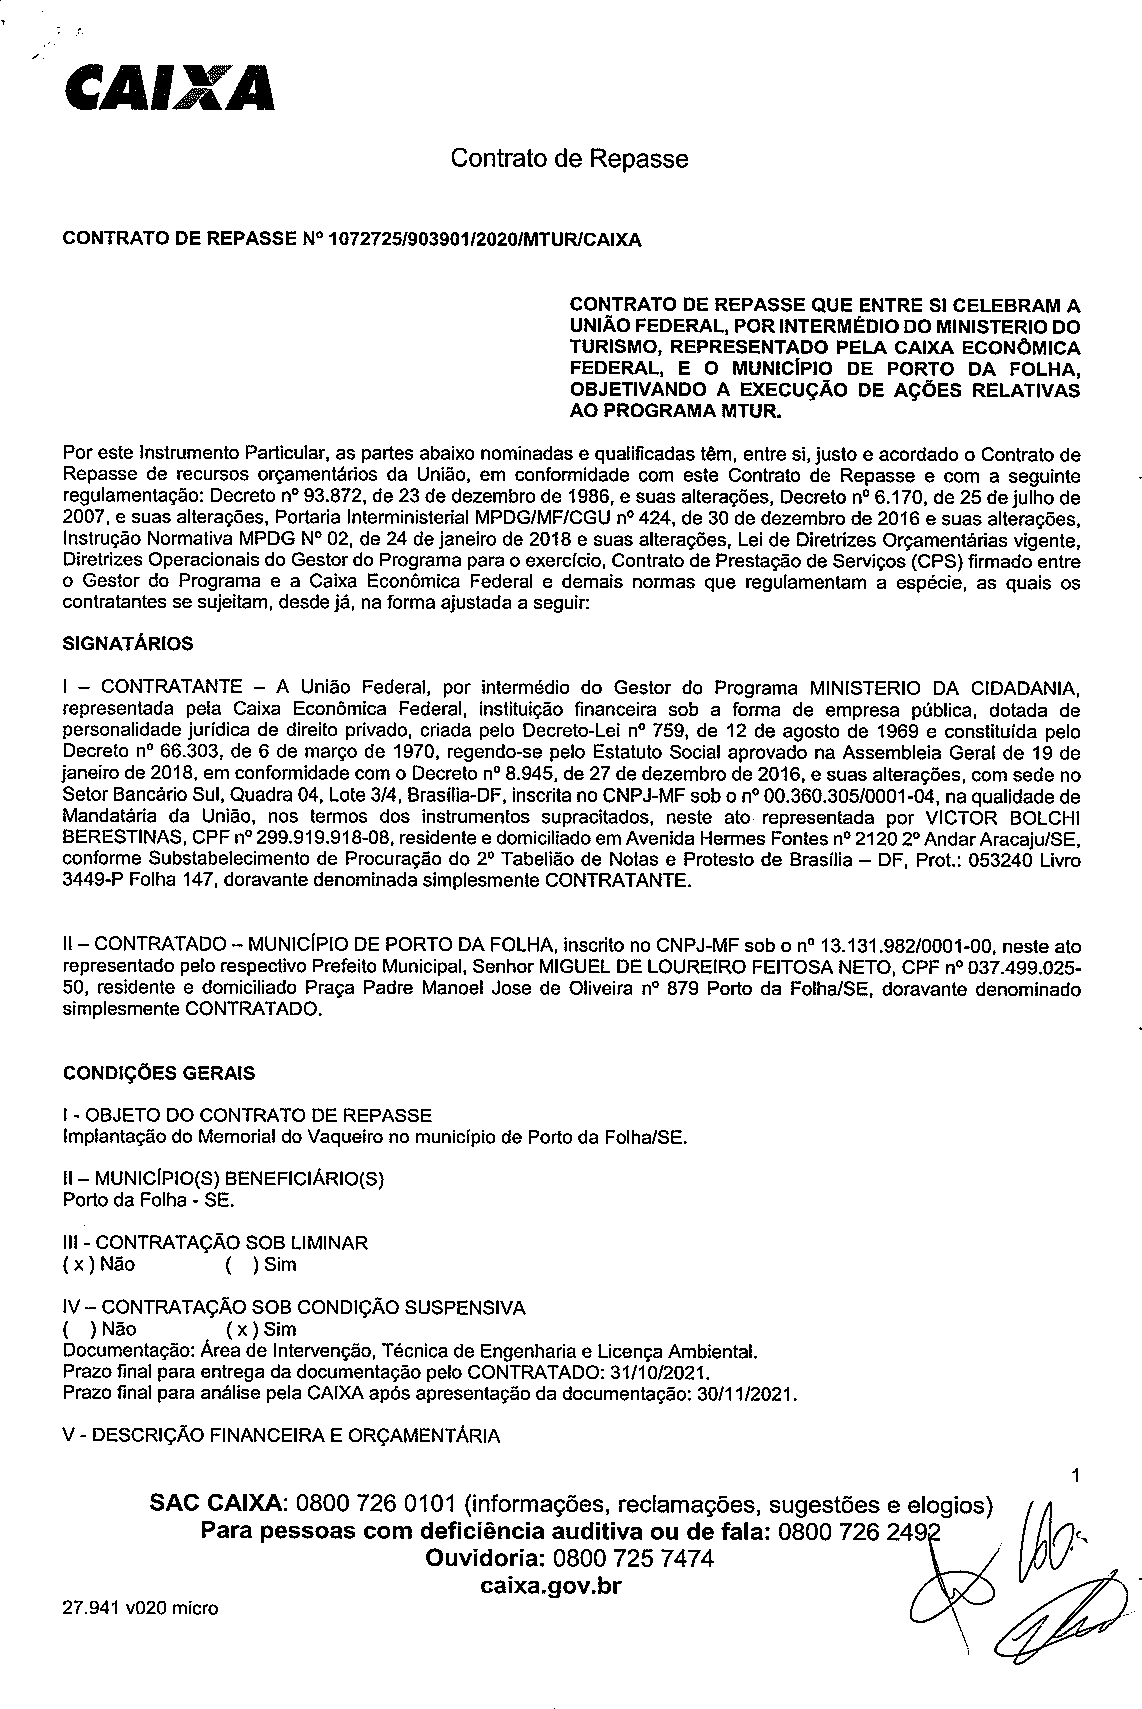 CAIXA
Contrato de Repasse
CONTRATO DE REPASSE Nº 1072725/903901/2020/MTUR/CAIXA
CONTRATO DE REPASSE QUE ENTRE SI CELEBRAM A
UNIÃO FEDERAL, POR INTERMÉDIO DO MINISTERIO DO
TURISMO, REPRESENTADO PELA CAIXA ECONÔMICA
FEDERAL, E O MUNICÍPIO DE PORTO DA FOLHA,
OBJETIVANDO A EXECUÇÃO DE AÇÕES RELATIVAS
AO PROGRAMA MTUR.
Por este Instrumento Particular, as partes abaixo nominadas e qualificadas têm, entre si, justo e acordado o Contrato de
Repasse de recursos orçamentários da União, em conformidade com este Contrato de Repasse e com a seguinte
regulamentação: Decreto nº 93.872, de 23 de dezembro de 1986, e suas alterações, Decreto nº 6.170, de 25 de julho de
2007, e suas alterações, Portaria Interministerial MPDG/MF/CGU nº 424, de 30 de dezembro de 2016 e suas alterações,
Instrução Normativa MPDG Nº 02, de 24 de janeiro de 2018 e suas alterações, Lei de Diretrizes Orçamentárias vigente,
Diretrizes Operacionais do Gestor do Programa para o exercício, Contrato de Prestação de Serviços (CPS) firmado entre
o Gestor do Programa e a Caixa Econômica Federal e demais normas que regulamentam a espécie, as quais os
contratantes se sujeitam, desde já, na forma ajustada a seguir:
SIGNATÁRIOS
I – CONTRATANTE – A União Federal, por intermédio do Gestor do Programa MINISTERIO DA CIDADANIA,
representada pela Caixa Econômica Federal, instituição financeira sob a forma de empresa pública, dotada de
personalidade jurídica de direito privado, criada pelo Decreto-Lei nº 759, de 12 de agosto de 1969 e constituída pelo
Decreto nº 66.303, de 6 de março de 1970, regendo-se pelo Estatuto Social aprovado na Assembleia Geral de 19 de
janeiro de 2018, em conformidade com o Decreto nº 8.945, de 27 de dezembro de 2016, e suas alterações, com sede no
Setor Bancário Sul, Quadra 04, Lote 3/4, Brasília-DF, inscrita no CNPJ-MF sob o nº 00.360.305/0001-04, na qualidade de
Mandatária da União, nos termos dos instrumentos supracitados, neste ato representada por VICTOR BOLCHI
BERESTINAS, CPF nº 299.919.918-08, residente e domiciliado em Avenida Hermes Fontes nº 2120 2º Andar Aracaju/SE,
conforme Substabelecimento de Procuração do 2º Tabelião de Notas e Protesto de Brasília – DF, Prot.: 053240 Livro
3449-P Folha 147, doravante denominada simplesmente CONTRATANTE.
II – CONTRATADO – MUNICÍPIO DE PORTO DA FOLHA, inscrito no CNPJ-MF sob o nº 13.131.982/0001-00, neste ato
representado pelo respectivo Prefeito Municipal, Senhor MIGUEL DE LOUREIRO FEITOSA NETO, CPF nº 037.499.025-
50, residente e domiciliado Praça Padre Manoel Jose de Oliveira nº 879 Porto da Folha/SE, doravante denominado
simplesmente CONTRATADO.
CONDIÇÕES GERAIS
I - OBJETO DO CONTRATO DE REPASSE
Implantação do Memorial do Vaqueiro no município de Porto da Folha/SE.
II – MUNICÍPIO(S) BENEFICIÁRIO(S)
Porto da Folha - SE.
III - CONTRATAÇÃO SOB LIMINAR
( x ) Não ( ) Sim
IV – CONTRATAÇÃO SOB CONDIÇÃO SUSPENSIVA
( ) Não ( x ) Sim
Documentação: Área de Intervenção, Técnica de Engenharia e Licença Ambiental.
Prazo final para entrega da documentação pelo CONTRATADO: 31/10/2021.
Prazo final para análise pela CAIXA após apresentação da documentação: 30/11/2021.
V - DESCRIÇÃO FINANCEIRA E ORÇAMENTÁRIA
1
SAC CAIXA: 0800 726 0101 (informações, reclamações, sugestões e elogios)
Para pessoas com deficiência auditiva ou de fala: 0800 726 2492
Ouvidoria: 0800 725 7474
caixa.gov.br
27.941 v020 micro